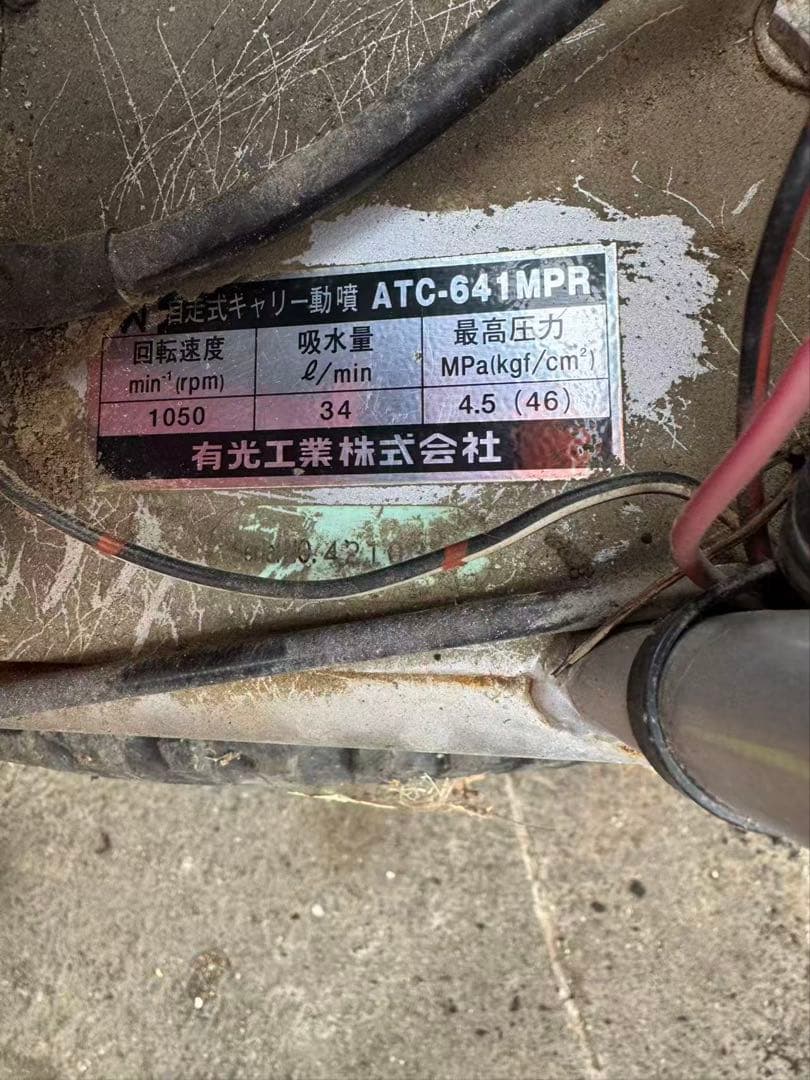 自走式キャリー動噴 ATC-641MPR
回転速度 吸水量 最高圧力
min⁻¹(rpm) ℓ/min MPa(kgf/cm²)
1050 34 4.5 (46)
有光工業株式会社